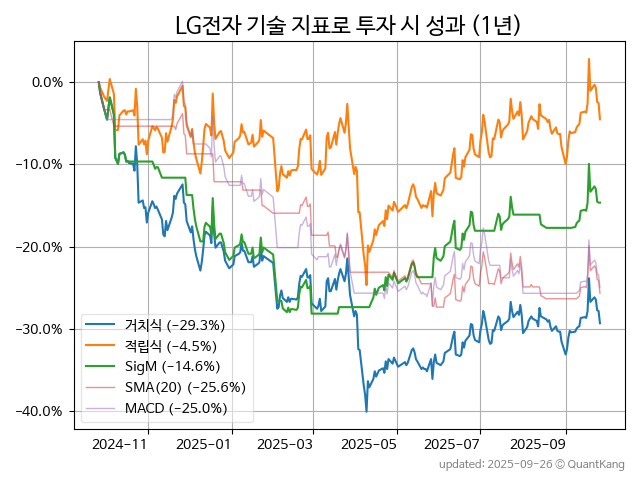 LG전자 기술 지표로 투자 시 성과 (1년)
0.0%
−10.0%
−20.0%
−30.0%
−40.0%
거치식 (−29.3%)
적립식 (−4.5%)
SigM (−14.6%)
SMA(20) (−25.6%)
MACD (−25.0%)
2024−11 2025−01 2025−03 2025−05 2025−07 2025−09
updated: 2025-09-26 © QuantKang